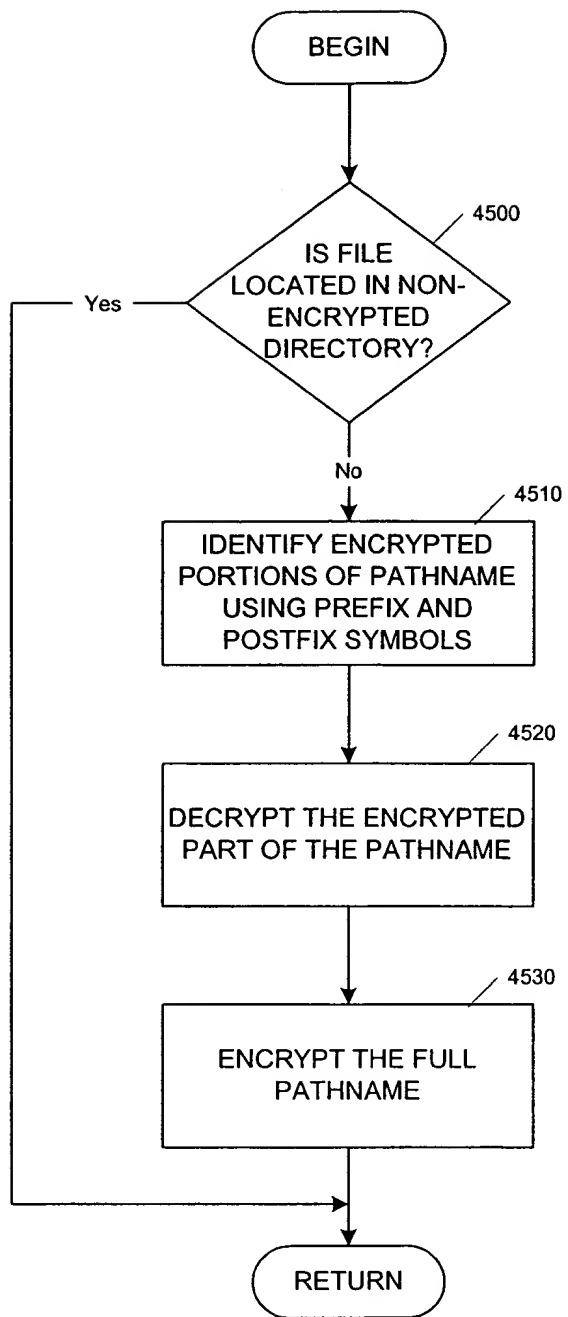 BEGIN
4500
IS FILE
LOCATED IN NON-
ENCRYPTED
DIRECTORY?
Yes
No
4510
IDENTIFY ENCRYPTED
PORTIONS OF PATHNAME
USING PREFIX AND
POSTFIX SYMBOLS
4520
DECRYPT THE ENCRYPTED
PART OF THE PATHNAME
4530
ENCRYPT THE FULL
PATHNAME
RETURN